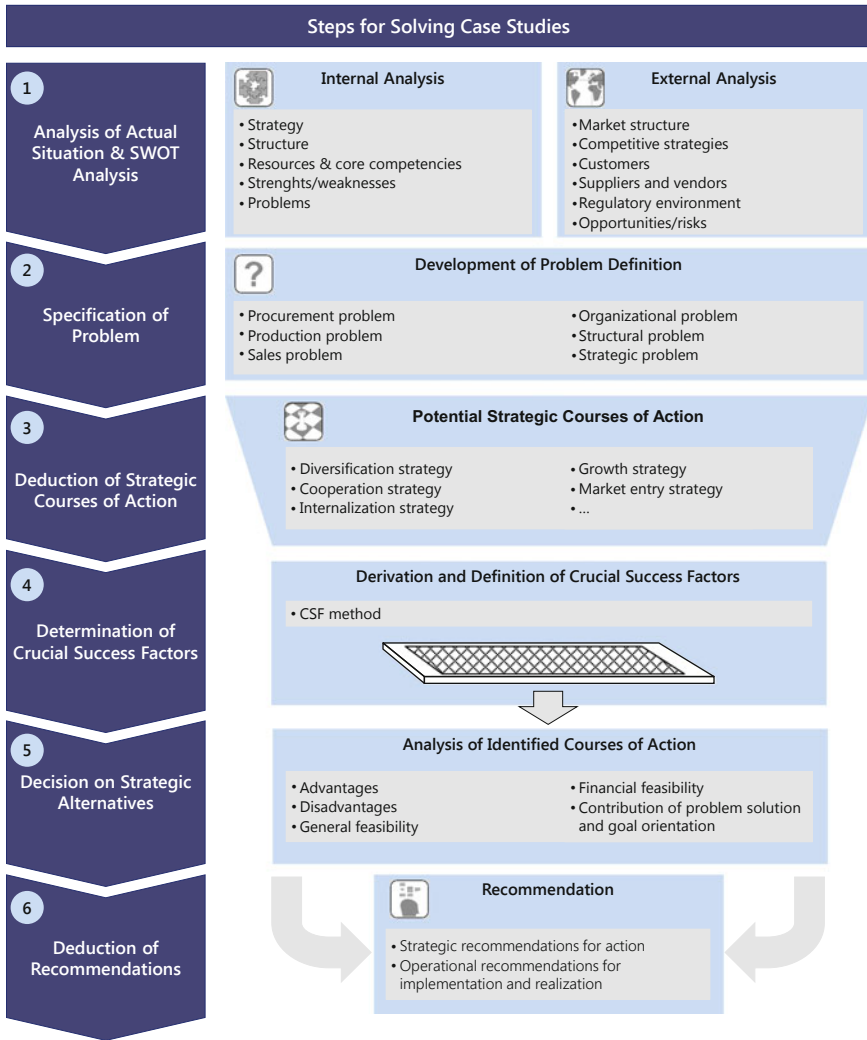 Steps for Solving Case Studies
1
Analysis of Actual
Situation & SWOT
Analysis
Internal Analysis
• Strategy
• Structure
• Resources & core competencies
• Strenghts/weaknesses
• Problems
External Analysis
• Market structure
• Competitive strategies
• Customers
• Suppliers and vendors
• Regulatory environment
• Opportunities/risks
2
Specification of
Problem
?
Development of Problem Definition
• Procurement problem
• Production problem
• Sales problem
• Organizational problem
• Structural problem
• Strategic problem
3
Deduction of Strategic
Courses of Action
Potential Strategic Courses of Action
• Diversification strategy
• Cooperation strategy
• Internalization strategy
• Growth strategy
• Market entry strategy
• ...
4
Determination of
Crucial Success Factors
Derivation and Definition of Crucial Success Factors
• CSF method
5
Decision on Strategic
Alternatives
Analysis of Identified Courses of Action
• Advantages
• Disadvantages
• General feasibility
• Financial feasibility
• Contribution of problem solution
and goal orientation
6
Deduction of
Recommendations
Recommendation
• Strategic recommendations for action
• Operational recommendations for
implementation and realization